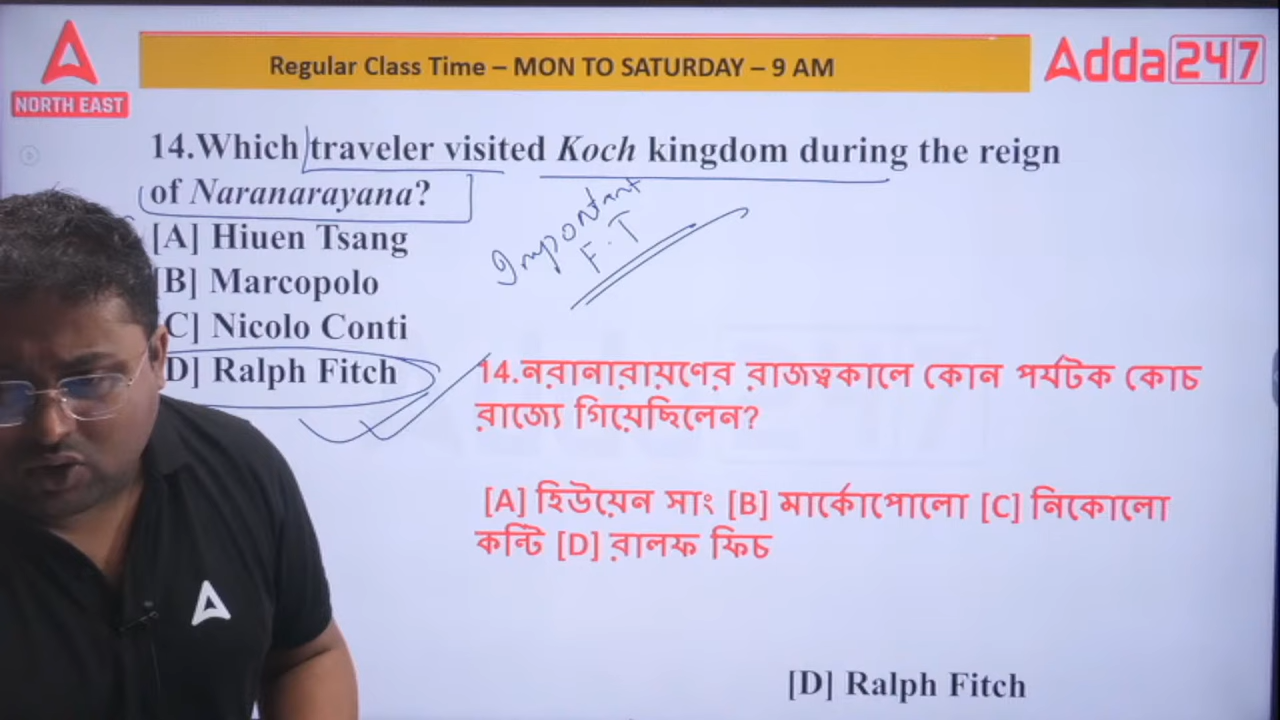 NORTH EAST
Regular Class Time – MON TO SATURDAY – 9 AM
Adda 247
14.Which traveler visited Koch kingdom during the reign
of Naranarayana?
[A] Hiuen Tsang
[B] Marcopolo
C] Nicolo Conti
D] Ralph Fitch
Important
F.T
14.নরানারায়ণের রাজত্বকালে কোন পর্যটক কোচ
রাজ্যে গিয়েছিলেন?
[A] হিউয়েন সাং [B] মার্কোপোলো [C] নিকোলো
কন্টি [D] রালফ ফিচ
[D] Ralph Fitch